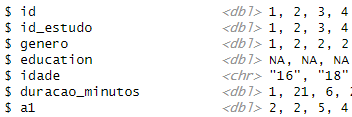 $ id <dbl> 1, 2, 3, 4
$ id_estudo <dbl> 1, 2, 3, 4
$ genero <dbl> 1, 2, 2, 2
$ education <dbl> NA, NA, NA
$ idade <chr> "16", "18"
$ duracao_minutos <dbl> 1, 21, 6, 2
$ a1 <dbl> 2, 2, 5, 4